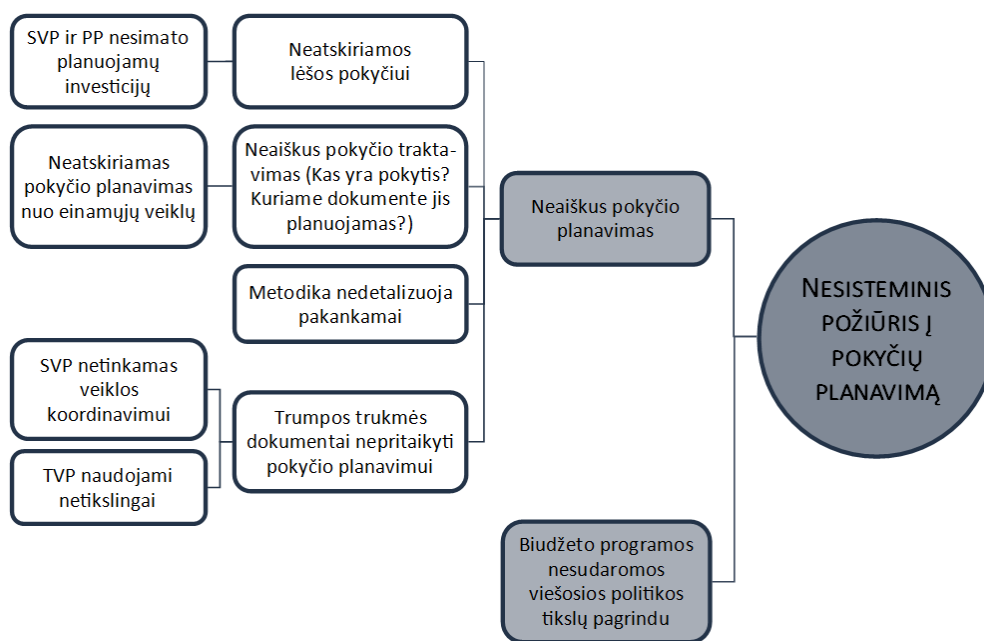 SVP ir PP nesimato
planuojamų
investicijų
Neatskiriamos
lėšos pokyčiui
Neatskiriamas
pokyčio planavimas
nuo einamųjų veiklų
Neaiškus pokyčio trakta-
vimas (Kas yra pokytis?
Kuriame dokumente jis
planuojamas?)
Metodika nedetalizuoja
pakankamai
SVP netinkamas
veiklos
koordinavimui
TVP naudojami
netikslingai
Trumpos trukmės
dokumentai nepritaikyti
pokyčio planavimui
Neaiškus pokyčio
planavimas
Biudžeto programos
nesudaromos
viešosios politikos
tikslų pagrindu
NESISTEMINIS
POŽIŪRIS Į
POKYČIŲ
PLANAVIMĄ